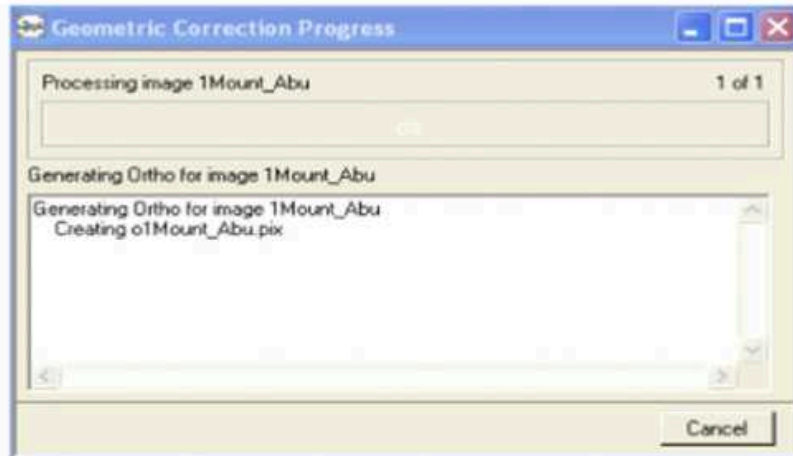 Geometric Correction Progress
Processing image 1Mount_Abu 1 of 1
Generating Ortho for image 1Mount_Abu
Generating Ortho for image 1Mount_Abu
Creating o1Mount_Abu.pix
Cancel